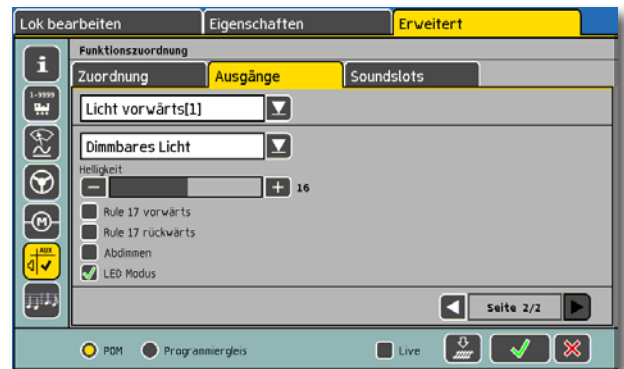 Lok bearbeiten Eigenschaften Erweitert
Funktionszuordnung
Zuordnung Ausgänge Soundslots
1-9999
Licht vorwärts[1]
Dimmbares Licht
Helligkeit
16
Rule 17 vorwärts
Rule 17 rückwärts
Abdimmen
LED Modus
i
M
AUX
Seite 2/2
POM Programmiergleis Live